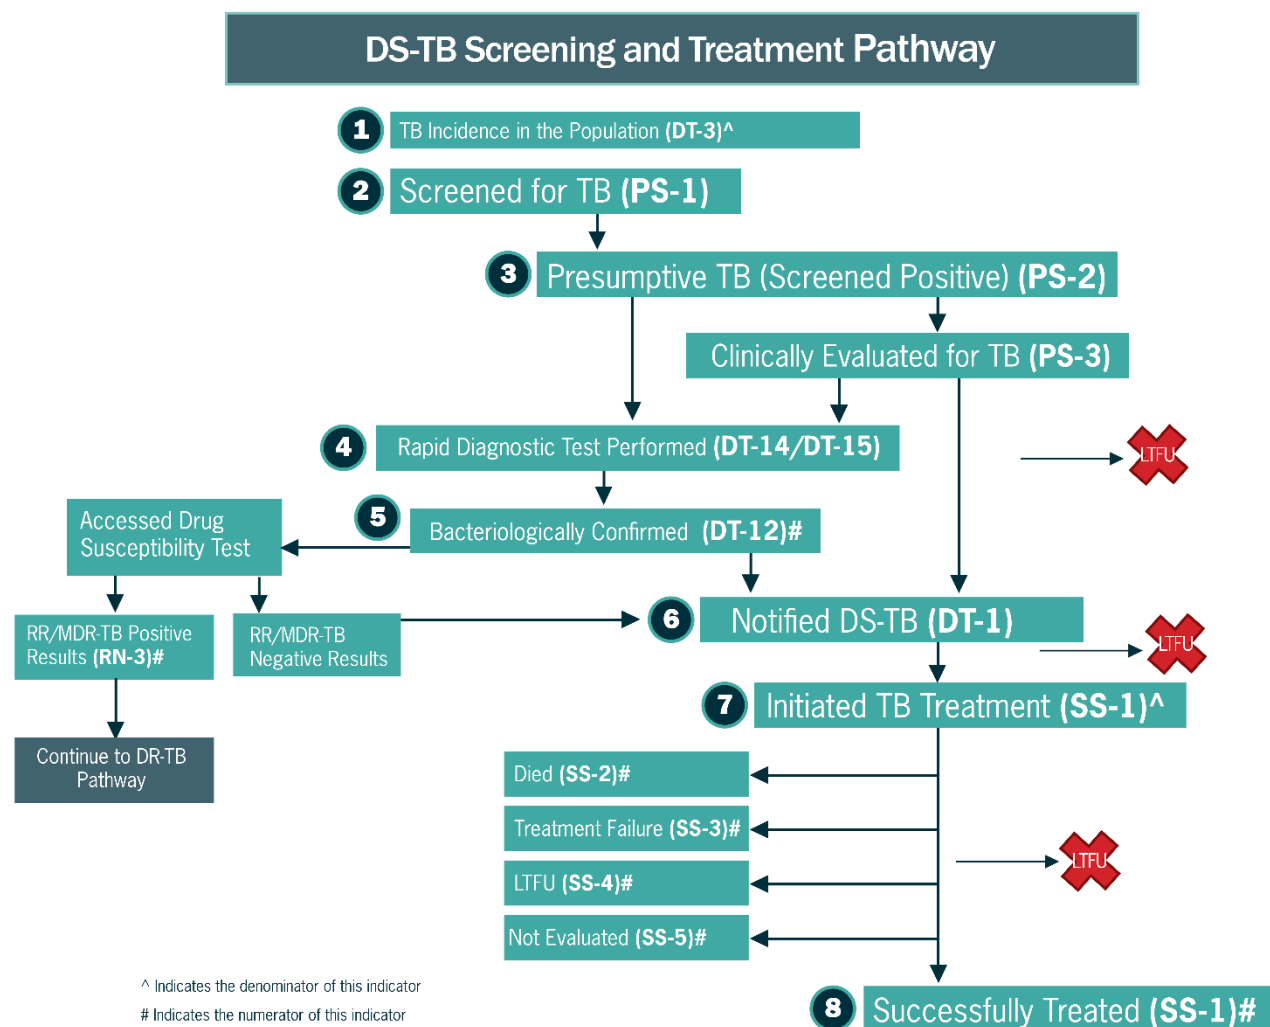 DS-TB Screening and Treatment Pathway
1
TB Incidence in the Population (DT-3)^
2
Screened for TB (PS-1)
3
Presumptive TB (Screened Positive) (PS-2)
Clinically Evaluated for TB (PS-3)
4
Rapid Diagnostic Test Performed (DT-14/DT-15)
LTFU
5
Bacteriologically Confirmed (DT-12)#
Accessed Drug
Susceptibility Test
6
Notified DS-TB (DT-1)
RR/MDR-TB Positive
Results (RN-3)#
RR/MDR-TB
Negative Results
LTFU
7
Initiated TB Treatment (SS-1)^
Continue to DR-TB
Pathway
Died (SS-2)#
Treatment Failure (SS-3)#
LTFU
LTFU (SS-4)#
Not Evaluated (SS-5)#
^ Indicates the denominator of this indicator
# Indicates the numerator of this indicator
8
Successfully Treated (SS-1)#